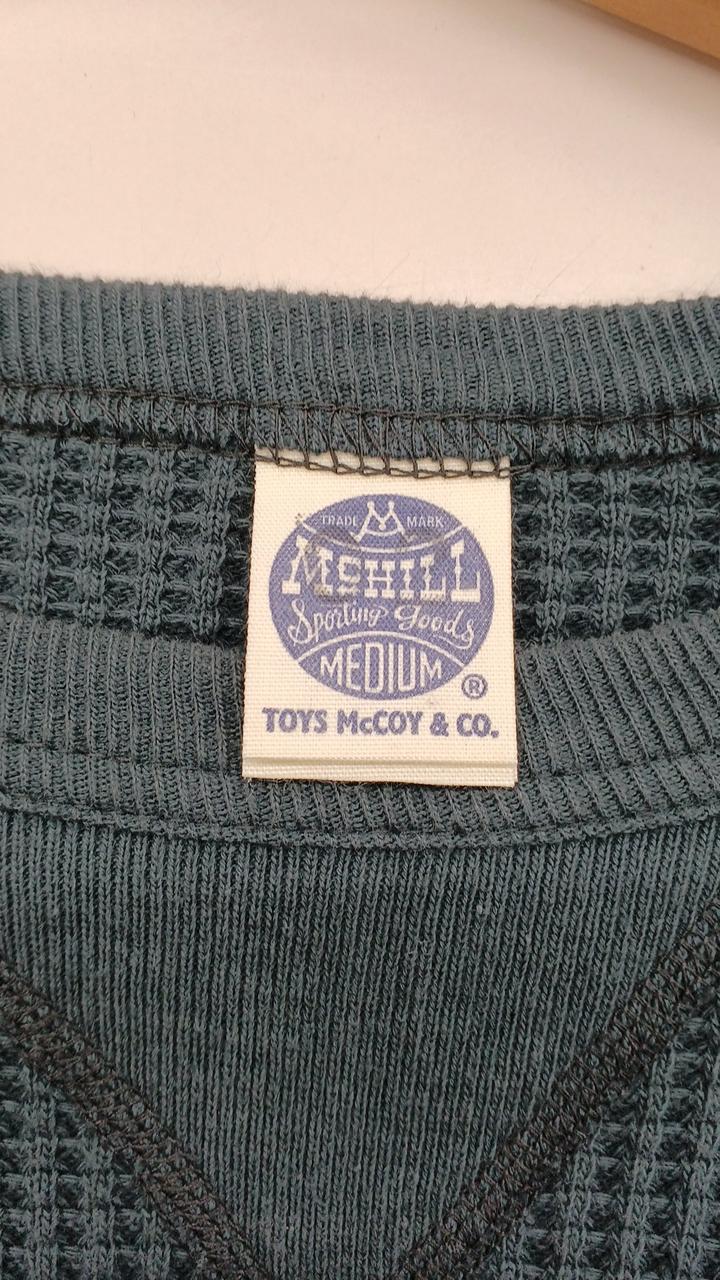 TRADE M MARK
McHILL
Sporting Goods
MEDIUM
®
TOYS McCOY & CO.